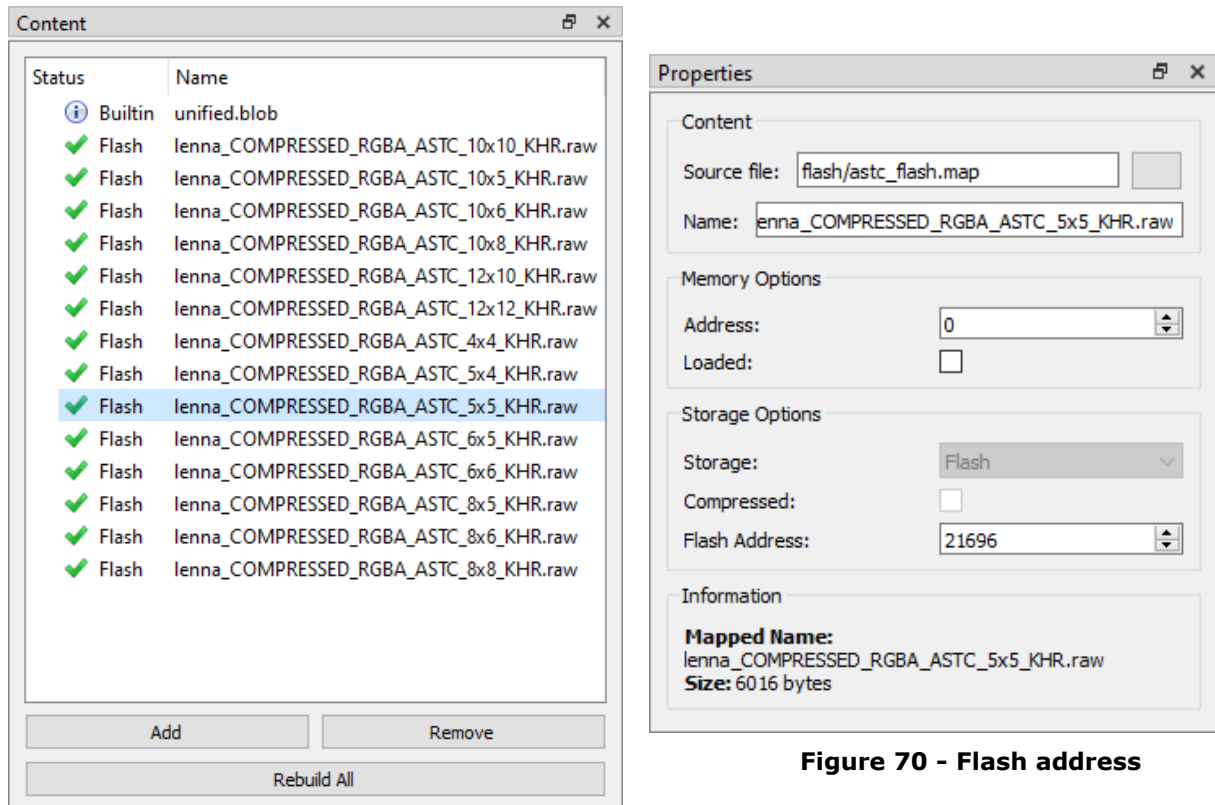 Content
Status Name
Builtin unified.blob
Flash lenna_COMPRESSED_RGBA_ASTC_10x10_KHR.raw
Flash lenna_COMPRESSED_RGBA_ASTC_10x5_KHR.raw
Flash lenna_COMPRESSED_RGBA_ASTC_10x6_KHR.raw
Flash lenna_COMPRESSED_RGBA_ASTC_10x8_KHR.raw
Flash lenna_COMPRESSED_RGBA_ASTC_12x10_KHR.raw
Flash lenna_COMPRESSED_RGBA_ASTC_12x12_KHR.raw
Flash lenna_COMPRESSED_RGBA_ASTC_4x4_KHR.raw
Flash lenna_COMPRESSED_RGBA_ASTC_5x4_KHR.raw
Flash lenna_COMPRESSED_RGBA_ASTC_5x5_KHR.raw
Flash lenna_COMPRESSED_RGBA_ASTC_6x5_KHR.raw
Flash lenna_COMPRESSED_RGBA_ASTC_6x6_KHR.raw
Flash lenna_COMPRESSED_RGBA_ASTC_8x5_KHR.raw
Flash lenna_COMPRESSED_RGBA_ASTC_8x6_KHR.raw
Flash lenna_COMPRESSED_RGBA_ASTC_8x8_KHR.raw
Add Remove
Rebuild All
Properties
Content
Source file: flash/astc_flash.map
Name: enna_COMPRESSED_RGBA_ASTC_5x5_KHR.raw
Memory Options
Address: 0
Loaded:
Storage Options
Storage: Flash
Compressed:
Flash Address: 21696
Information
Mapped Name:
lenna_COMPRESSED_RGBA_ASTC_5x5_KHR.raw
Size: 6016 bytes
Figure 70 - Flash address